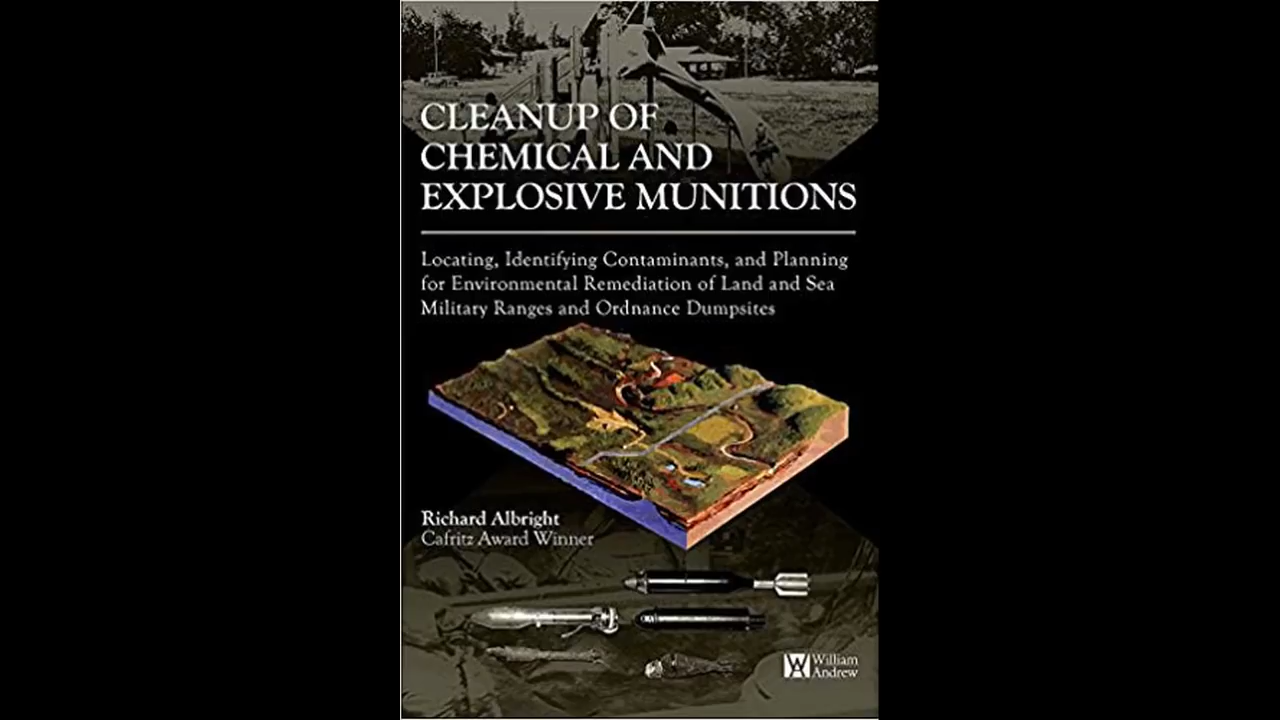 CLEANUP OF
CHEMICAL AND
EXPLOSIVE MUNITIONS
Locating, Identifying Contaminants, and Planning
for Environmental Remediation of Land and Sea
Military Ranges and Ordnance Dumpsites
Richard Albright
Cafritz Award Winner
WA William
Andrew